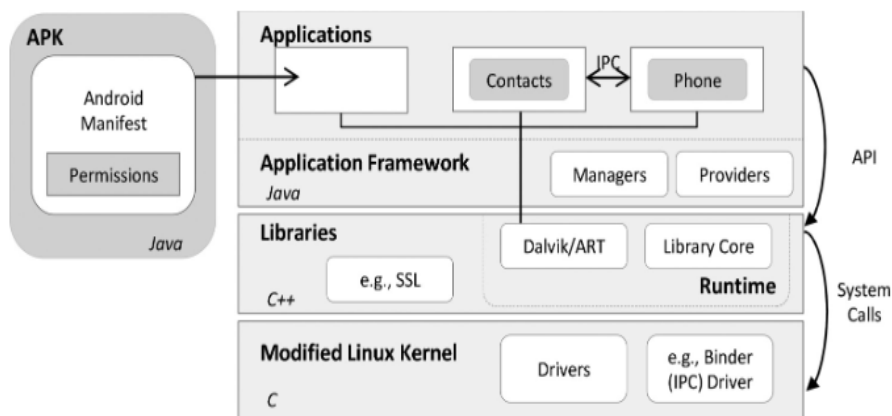 APK
Android
Manifest
Permissions
Java
Applications
Contacts
IPC
Phone
Application Framework
Java
Managers
Providers
API
Libraries
C++
e.g., SSL
Dalvik/ART
Library Core
Runtime
System
Calls
Modified Linux Kernel
C
Drivers
e.g., Binder
(IPC) Driver